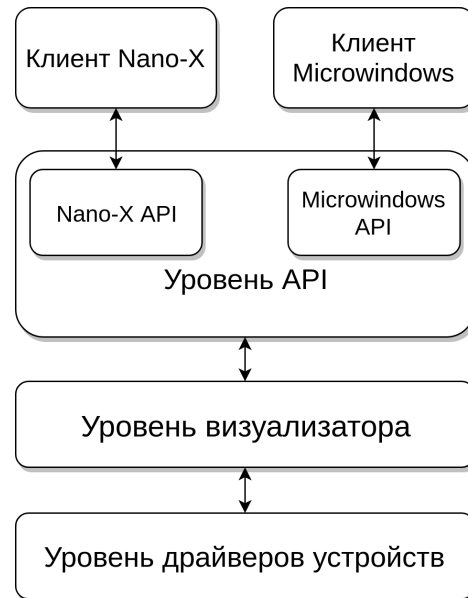 Клиент Nano-X
Клиент
Microwindows
Nano-X API
Microwindows
API
Уровень API
Уровень визуализатора
Уровень драйверов устройств